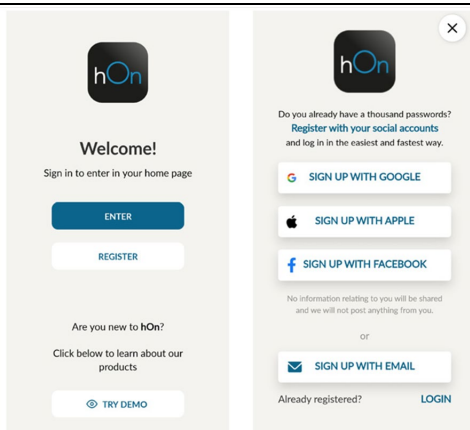 hOn
Welcome!
Sign in to enter in your home page
ENTER
REGISTER
Are you new to hOn?
Click below to learn about our
products
TRY DEMO
hOn
Do you already have a thousand passwords?
Register with your social accounts
and log in in the easiest and fastest way.
SIGN UP WITH GOOGLE
SIGN UP WITH APPLE
SIGN UP WITH FACEBOOK
No information relating to you will be shared
and we will not post anything from you.
or
SIGN UP WITH EMAIL
Already registered? LOGIN